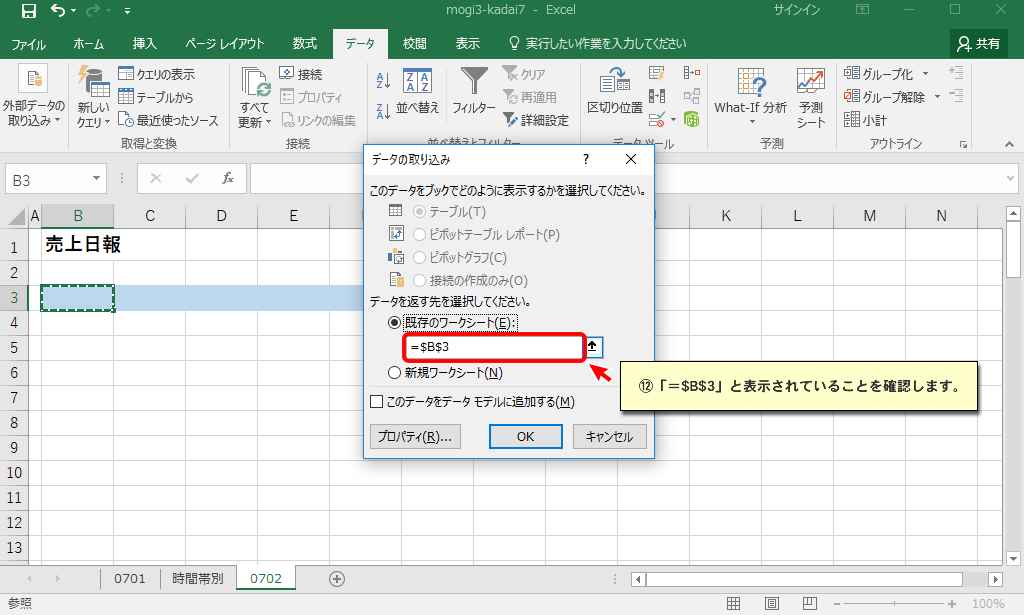 mogi3-kadai7 - Excel
サインイン
ファイル ホーム 挿入 ページ レイアウト 数式 データ 校閲 表示 実行したい作業を入力してください 共有
外部データの
取り込み
新しい
クエリ
クエリの表示
テーブルから
最近使ったソース
取得と変換
すべて
更新
接続
プロパティ
リンクの編集
接続
並べ替え
フィルター
クリア
再適用
詳細設定
並べ替えとフィルター
区切り位置
データ ツール
What-If 分析
予測
シート
予測
グループ化
グループ解除
小計
アウトライン
B3
fx
A B C D E K L M N
1 売上日報
2
3
4
5
6
7
8
9
10
11
12
13
データの取り込み ?
このデータをブックでどのように表示するかを選択してください。
テーブル(T)
ピボットテーブル レポート(P)
ピボットグラフ(C)
接続の作成のみ(O)
データを返す先を選択してください。
既存のワークシート(E):
=$B$3
新規ワークシート(N)
このデータをデータ モデルに追加する(M)
プロパティ(R)... OK キャンセル
⑫「＝$B$3」と表示されていることを確認します。
0701 時間帯別 0702
参照
100%